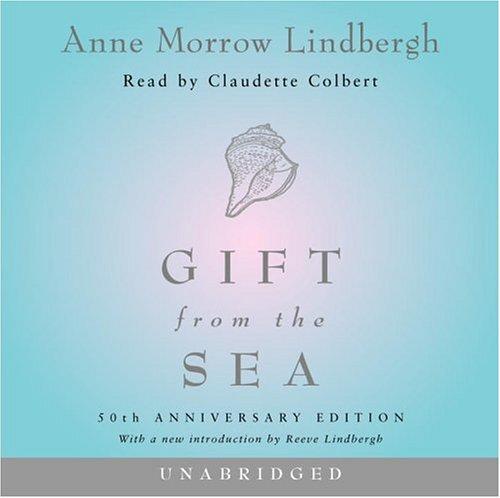 Anne Morrow Lindbergh
Read by Claudette Colbert
GIFT
from the
SEA
50th ANNIVERSARY EDITION
With a new introduction by Reeve Lindbergh
UNABRIDGED